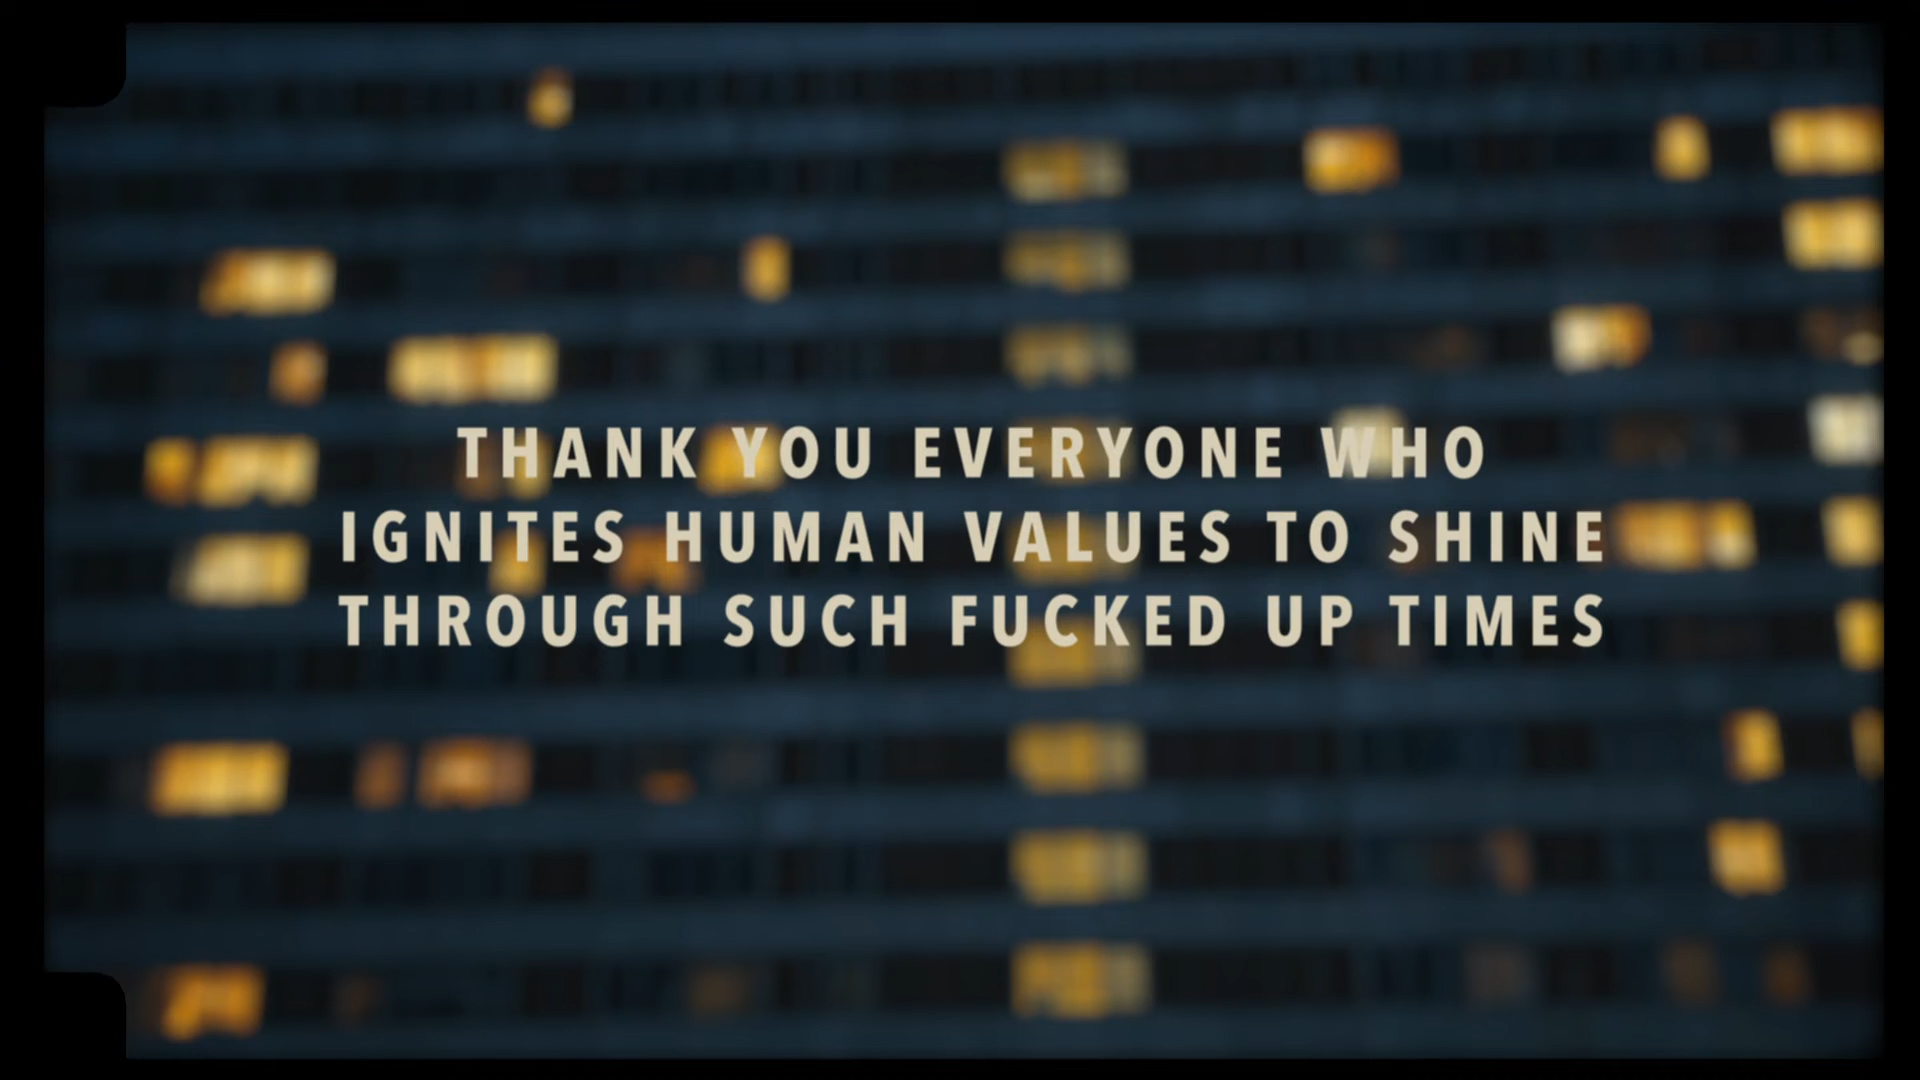 THANK YOU EVERYONE WHO
IGNITES HUMAN VALUES TO SHINE
THROUGH SUCH FUCKED UP TIMES